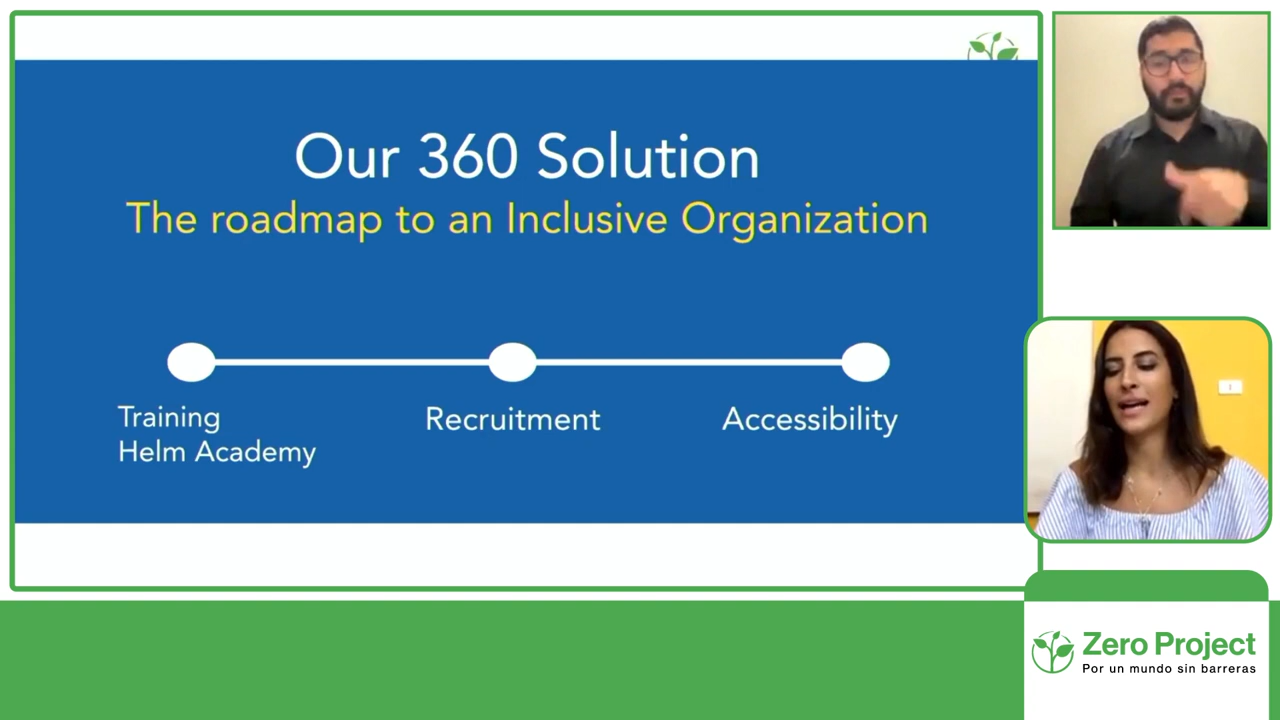 Our 360 Solution
The roadmap to an Inclusive Organization
Training
Helm Academy
Recruitment
Accessibility
Zero Project
Por un mundo sin barreras